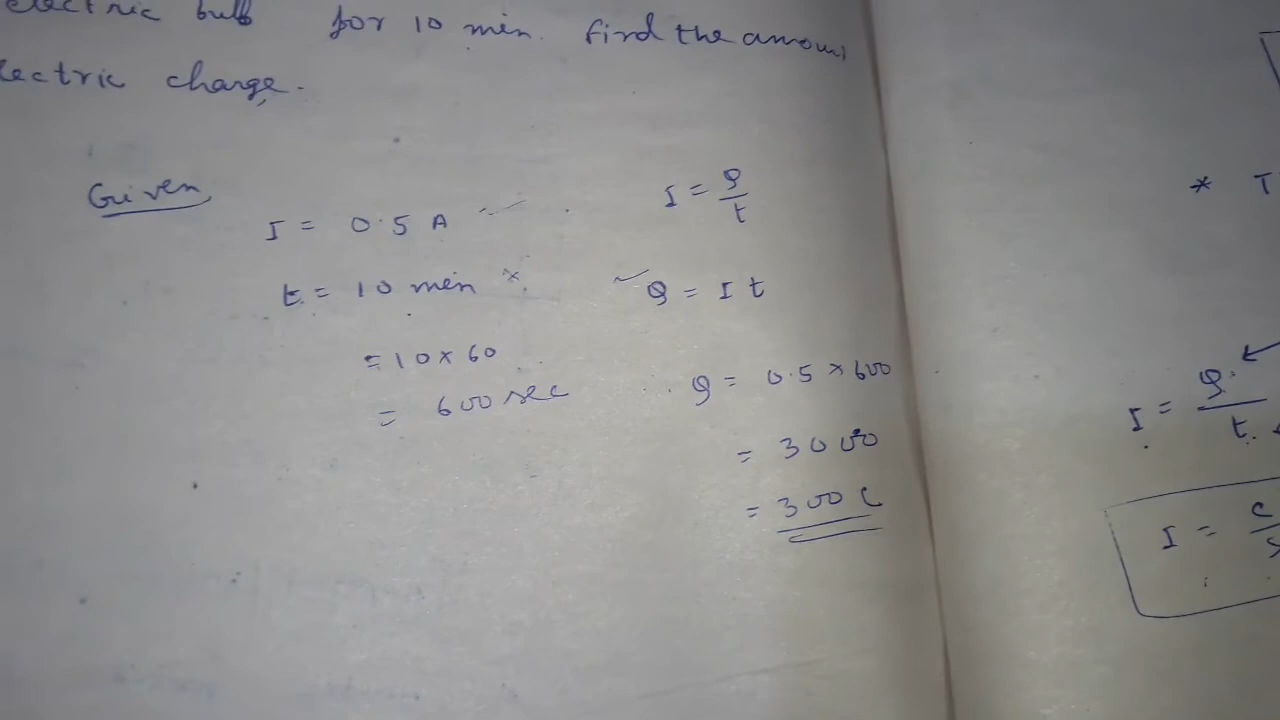 electric bulb for 10 min. find the amount
lectric charge.
Given
I = 0.5 A
t = 10 min
= 10 × 60
= 600 sec
I = Q/t
Q = I t
Q = 0.5 × 600
= 300.0
= 300 C
* T
I = Q/t
I = C/s